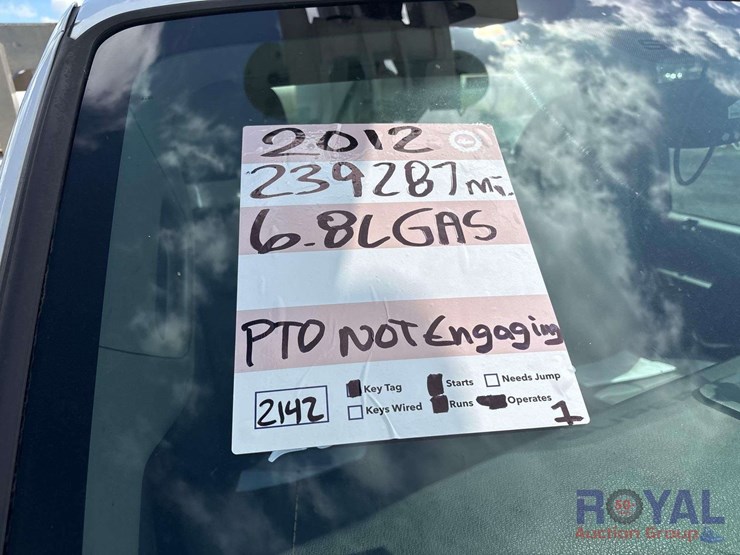 2012
239287 mi.
6.8L GAS
PTO NOT Engaging
2142
Key Tag Starts Needs Jump
Keys Wired Runs Operates
1
ROYAL
Auction Group